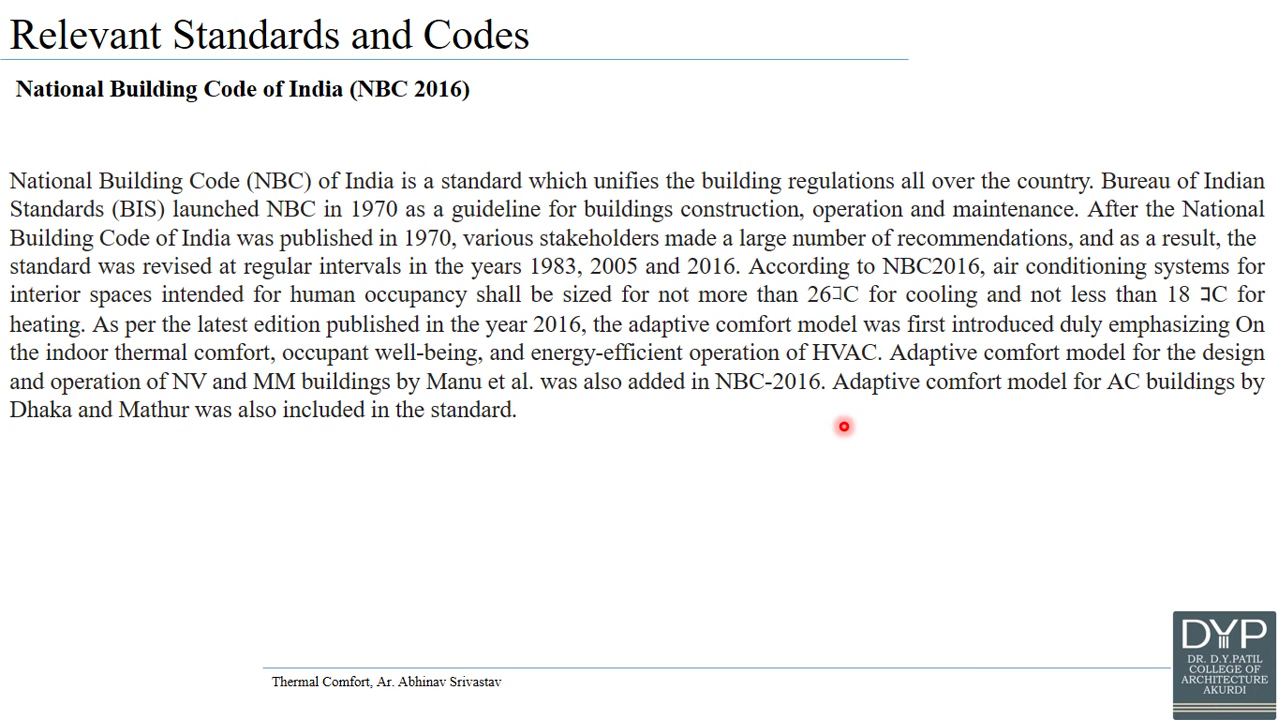 Relevant Standards and Codes
National Building Code of India (NBC 2016)
National Building Code (NBC) of India is a standard which unifies the building regulations all over the country. Bureau of Indian
Standards (BIS) launched NBC in 1970 as a guideline for buildings construction, operation and maintenance. After the National
Building Code of India was published in 1970, various stakeholders made a large number of recommendations, and as a result, the
standard was revised at regular intervals in the years 1983, 2005 and 2016. According to NBC2016, air conditioning systems for
interior spaces intended for human occupancy shall be sized for not more than 26コC for cooling and not less than 18 コC for
heating. As per the latest edition published in the year 2016, the adaptive comfort model was first introduced duly emphasizing On
the indoor thermal comfort, occupant well-being, and energy-efficient operation of HVAC. Adaptive comfort model for the design
and operation of NV and MM buildings by Manu et al. was also added in NBC-2016. Adaptive comfort model for AC buildings by
Dhaka and Mathur was also included in the standard.
Thermal Comfort, Ar. Abhinav Srivastav
DYP
DR. D.Y.PATIL
COLLEGE OF
ARCHITECTURE
AKURDI